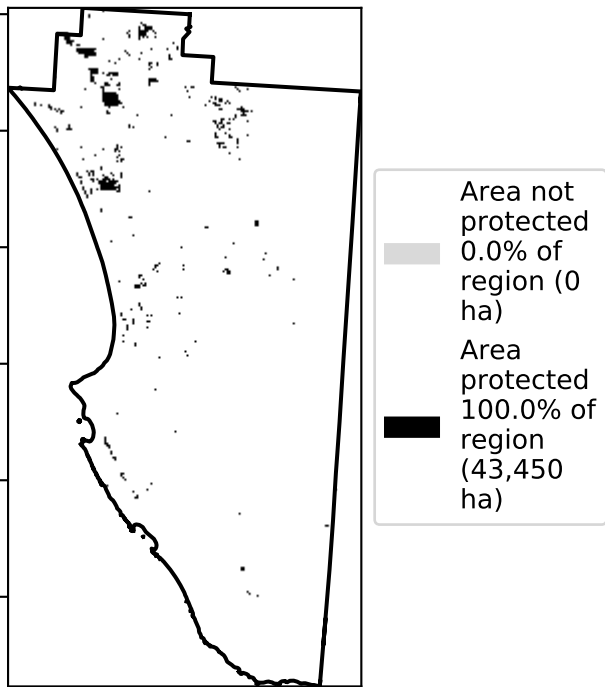 Area not
protected
0.0% of
region (0
ha)
Area
protected
100.0% of
region
(43,450
ha)